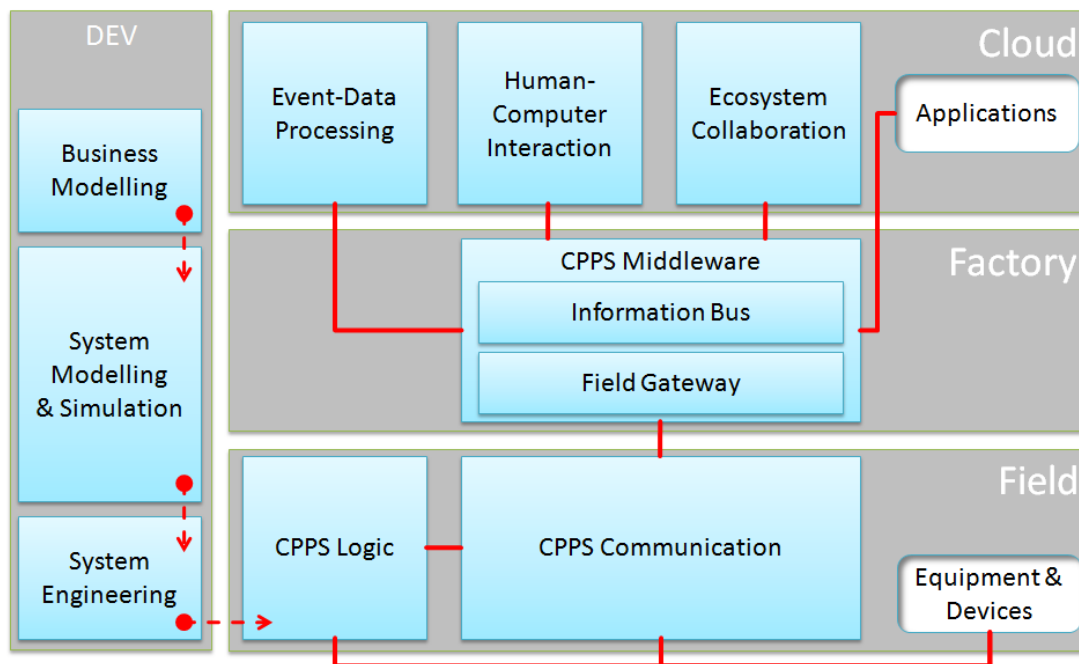 DEV
Business
Modelling
System
Modelling
& Simulation
System
Engineering
Cloud
Event-Data
Processing
Human-
Computer
Interaction
Ecosystem
Collaboration
Applications
Factory
CPPS Middleware
Information Bus
Field Gateway
Field
CPPS Logic
CPPS Communication
Equipment &
Devices